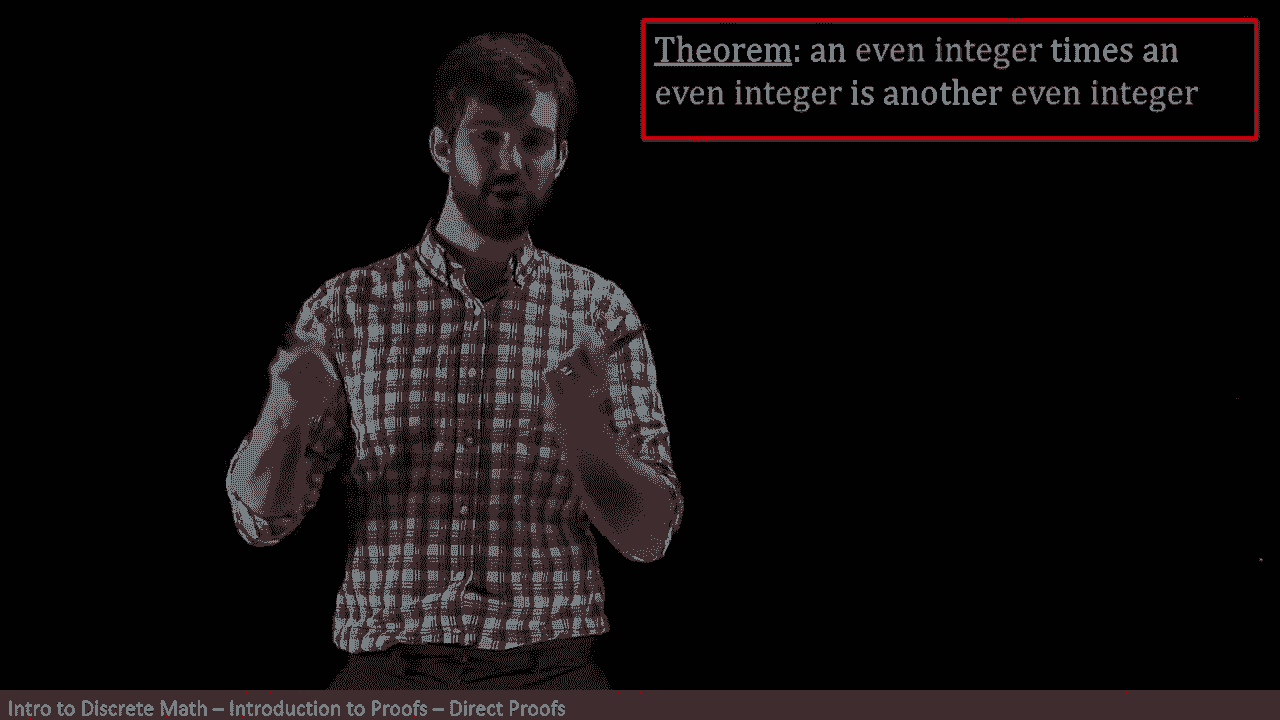 Theorem: an even integer times an
even integer is another even integer
Intro to Discrete Math – Introduction to Proofs – Direct Proofs